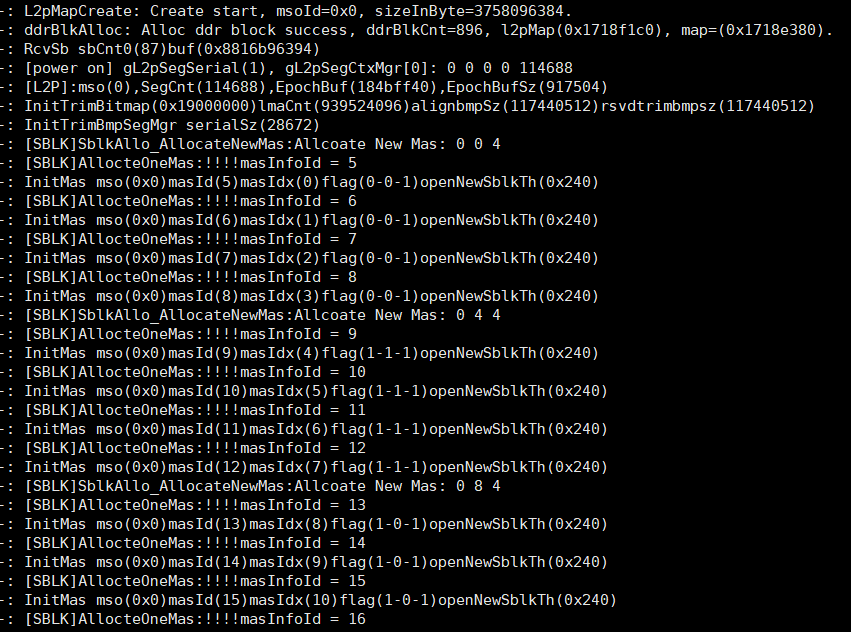 -: L2pMapCreate: Create start, msoId=0x0, sizeInByte=3758096384.
-: ddrBlkAlloc: Alloc ddr block success, ddrBlkCnt=896, l2pMap(0x1718f1c0), map=(0x1718e380).
-: RcvSb sbCnt0(87)buf(0x8816b96394)
-: [power on] gL2pSegSerial(1), gL2pSegCtxMgr[0]: 0 0 0 0 114688
-: [L2P]:mso(0),SegCnt(114688),EpochBuf(184bff40),EpochBufSz(917504)
-: InitTrimBitmap(0x19000000)lmaCnt(939524096)alignbmpSz(117440512)rsvdtrimbmpsz(117440512)
-: InitTrimBmpSegMgr serialSz(28672)
-: [SBLK]SblkAllo_AllocateNewMas:Allcoate New Mas: 0 0 4
-: [SBLK]AllocteOneMas:!!!!masInfoId = 5
-: InitMas mso(0x0)masId(5)masIdx(0)flag(0-0-1)openNewSblkTh(0x240)
-: [SBLK]AllocteOneMas:!!!!masInfoId = 6
-: InitMas mso(0x0)masId(6)masIdx(1)flag(0-0-1)openNewSblkTh(0x240)
-: [SBLK]AllocteOneMas:!!!!masInfoId = 7
-: InitMas mso(0x0)masId(7)masIdx(2)flag(0-0-1)openNewSblkTh(0x240)
-: [SBLK]AllocteOneMas:!!!!masInfoId = 8
-: InitMas mso(0x0)masId(8)masIdx(3)flag(0-0-1)openNewSblkTh(0x240)
-: [SBLK]SblkAllo_AllocateNewMas:Allcoate New Mas: 0 4 4
-: [SBLK]AllocteOneMas:!!!!masInfoId = 9
-: InitMas mso(0x0)masId(9)masIdx(4)flag(1-1-1)openNewSblkTh(0x240)
-: [SBLK]AllocteOneMas:!!!!masInfoId = 10
-: InitMas mso(0x0)masId(10)masIdx(5)flag(1-1-1)openNewSblkTh(0x240)
-: [SBLK]AllocteOneMas:!!!!masInfoId = 11
-: InitMas mso(0x0)masId(11)masIdx(6)flag(1-1-1)openNewSblkTh(0x240)
-: [SBLK]AllocteOneMas:!!!!masInfoId = 12
-: InitMas mso(0x0)masId(12)masIdx(7)flag(1-1-1)openNewSblkTh(0x240)
-: [SBLK]SblkAllo_AllocateNewMas:Allcoate New Mas: 0 8 4
-: [SBLK]AllocteOneMas:!!!!masInfoId = 13
-: InitMas mso(0x0)masId(13)masIdx(8)flag(1-0-1)openNewSblkTh(0x240)
-: [SBLK]AllocteOneMas:!!!!masInfoId = 14
-: InitMas mso(0x0)masId(14)masIdx(9)flag(1-0-1)openNewSblkTh(0x240)
-: [SBLK]AllocteOneMas:!!!!masInfoId = 15
-: InitMas mso(0x0)masId(15)masIdx(10)flag(1-0-1)openNewSblkTh(0x240)
-: [SBLK]AllocteOneMas:!!!!masInfoId = 16